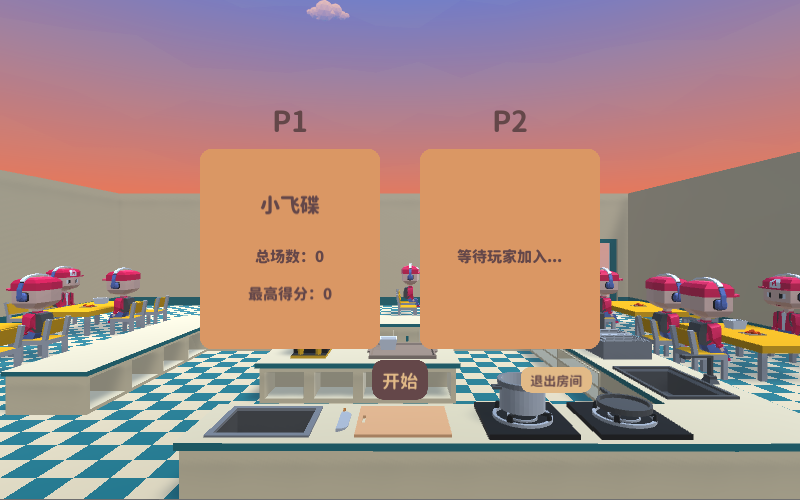 P1
P2
小飞碟
总场数：0
最高得分：0
等待玩家加入...
开始
退出房间